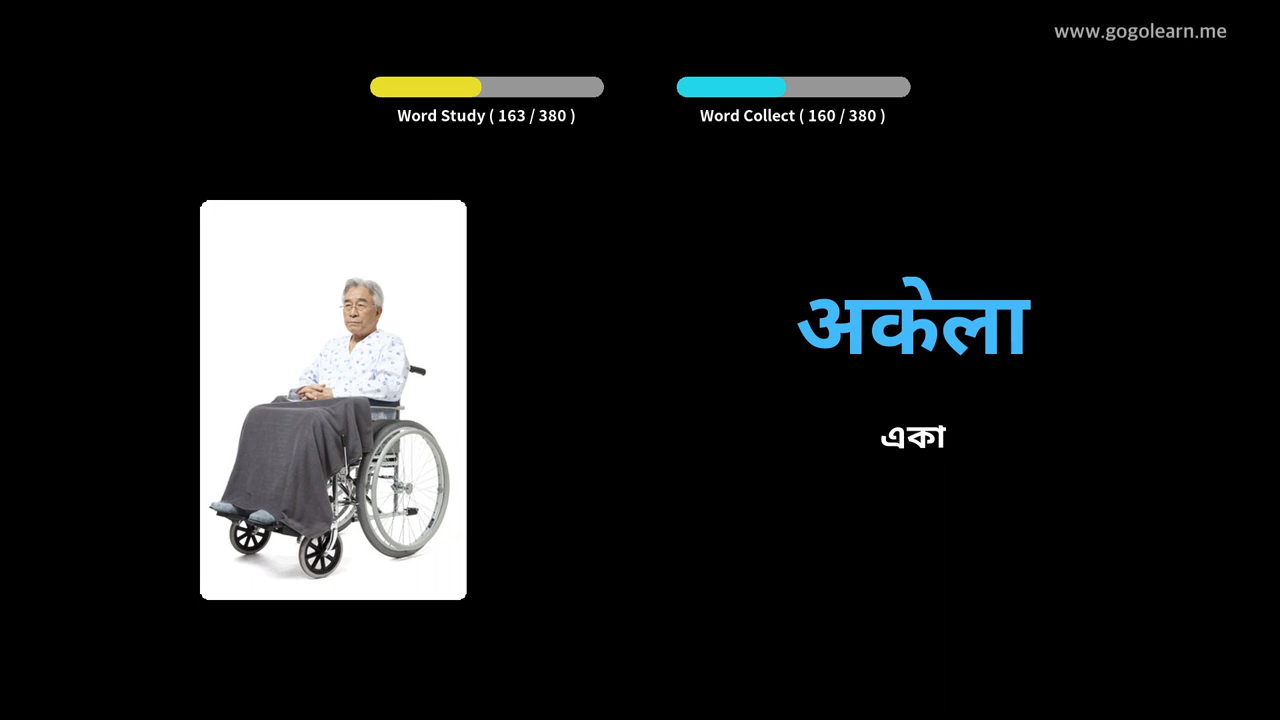 www.gogolearn.me
Word Study ( 163 / 380 )
Word Collect ( 160 / 380 )
अकेला
একা